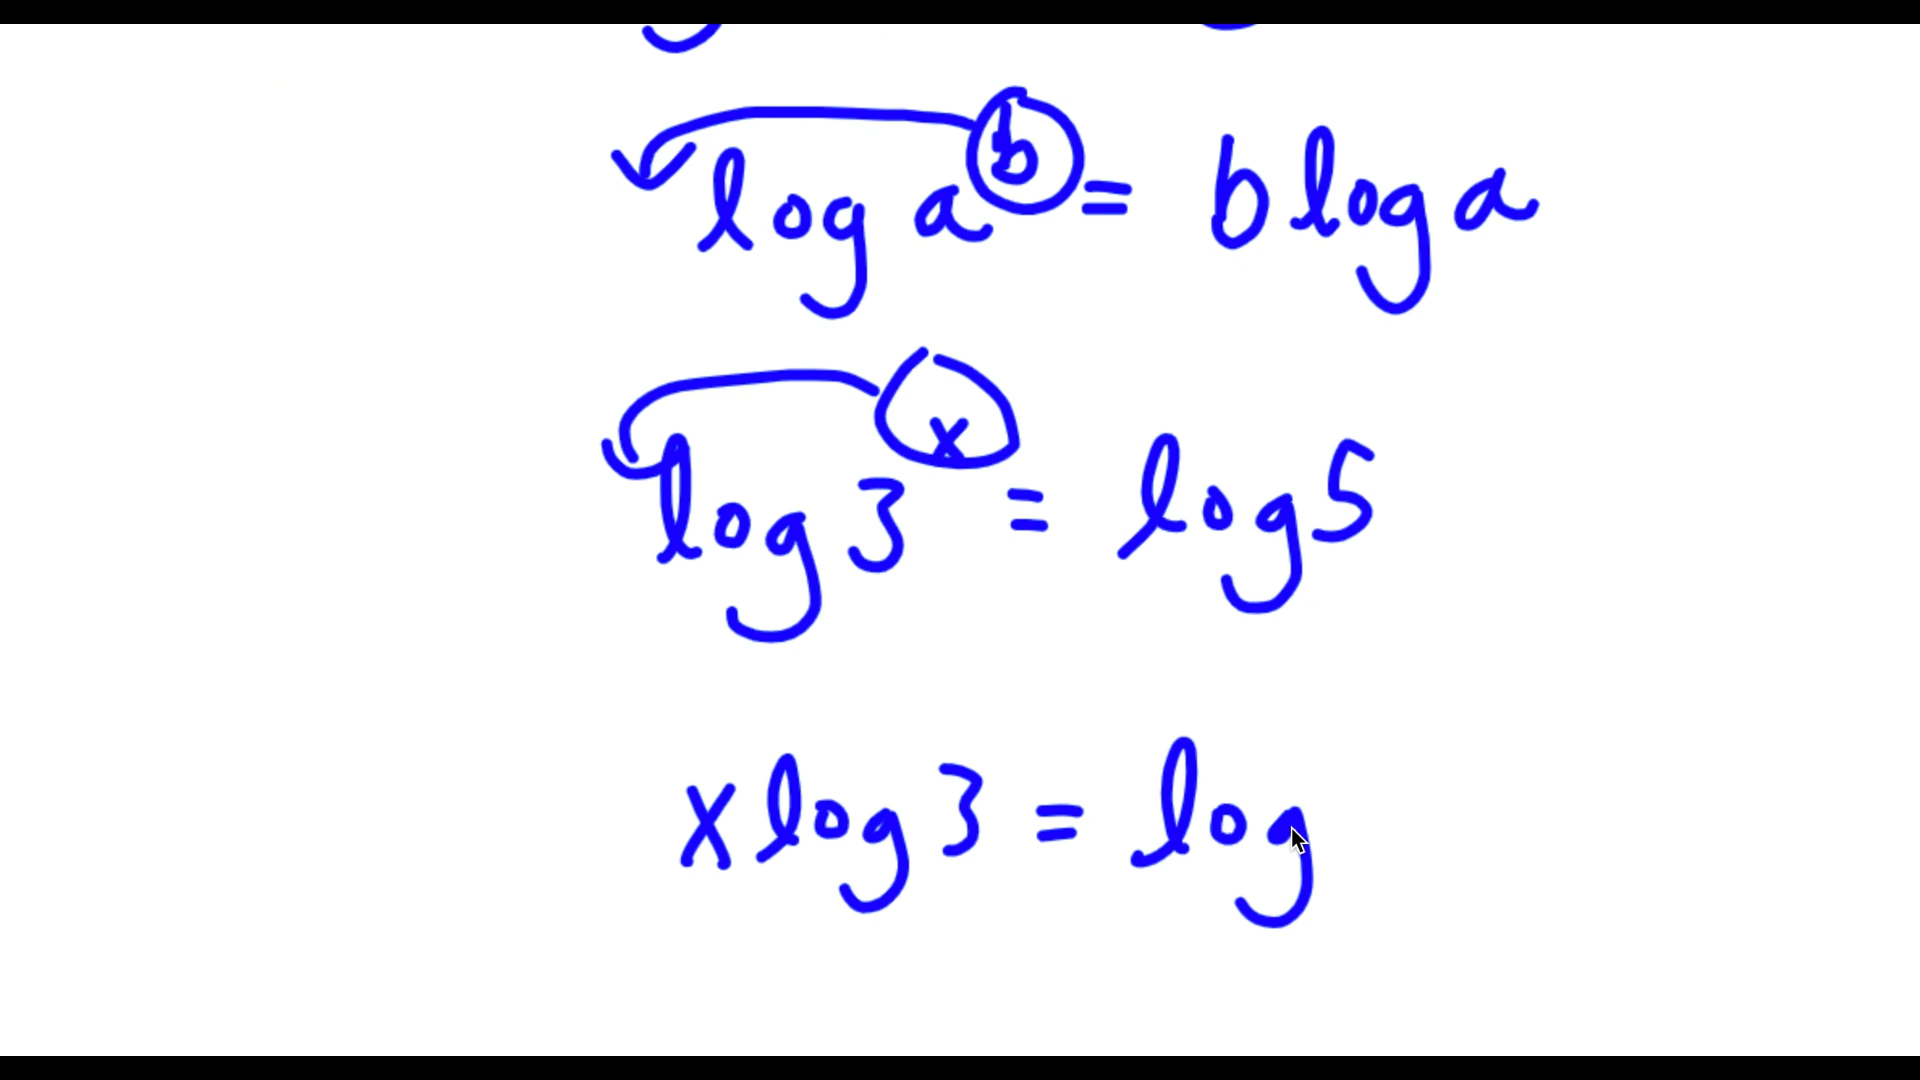 log a^b = b log a
log 3^x = log 5
x log 3 = log